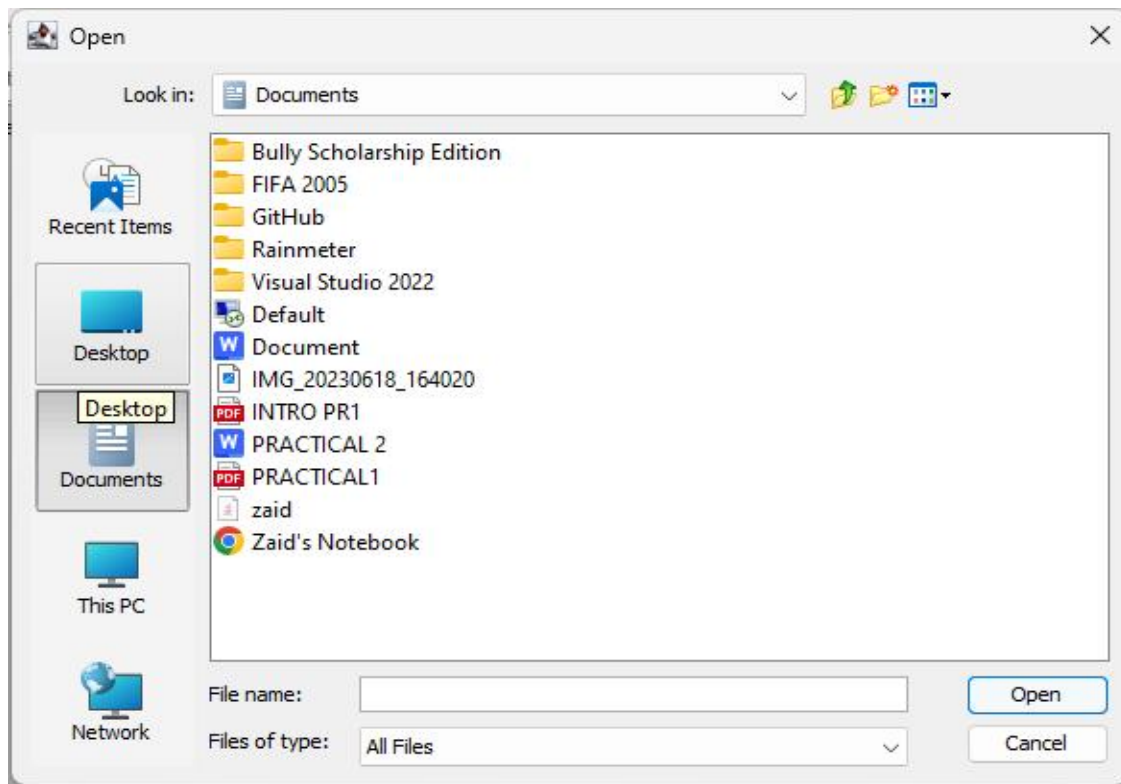 Open
Look in:
Documents
Recent Items
Desktop
Desktop
Documents
This PC
Network
Bully Scholarship Edition
FIFA 2005
GitHub
Rainmeter
Visual Studio 2022
Default
W Document
IMG_20230618_164020
PDF INTRO PR1
W PRACTICAL 2
PDF PRACTICAL1
zaid
Zaid's Notebook
File name:
Open
Files of type:
All Files
Cancel